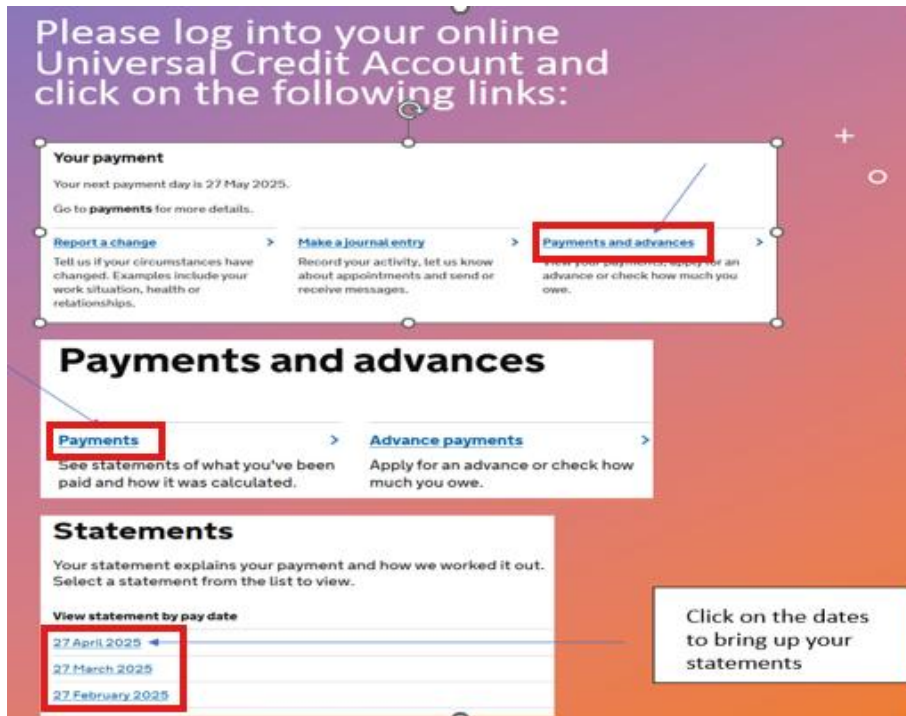 Please log into your online
Universal Credit Account and
click on the following links:
Your payment
Your next payment day is 27 May 2025.
Go to payments for more details.
Report a change >
Tell us if your circumstances have
changed. Examples include your
work situation, health or
relationships.
Make a journal entry >
Record your activity, let us know
about appointments and send or
receive messages.
Payments and advances >
View your payments, apply for an
advance or check how much you
owe.
Payments and advances
Payments >
See statements of what you've been
paid and how it was calculated.
Advance payments >
Apply for an advance or check how
much you owe.
Statements
Your statement explains your payment and how we worked it out.
Select a statement from the list to view.
View statement by pay date
27 April 2025
27 March 2025
27 February 2025
Click on the dates
to bring up your
statements